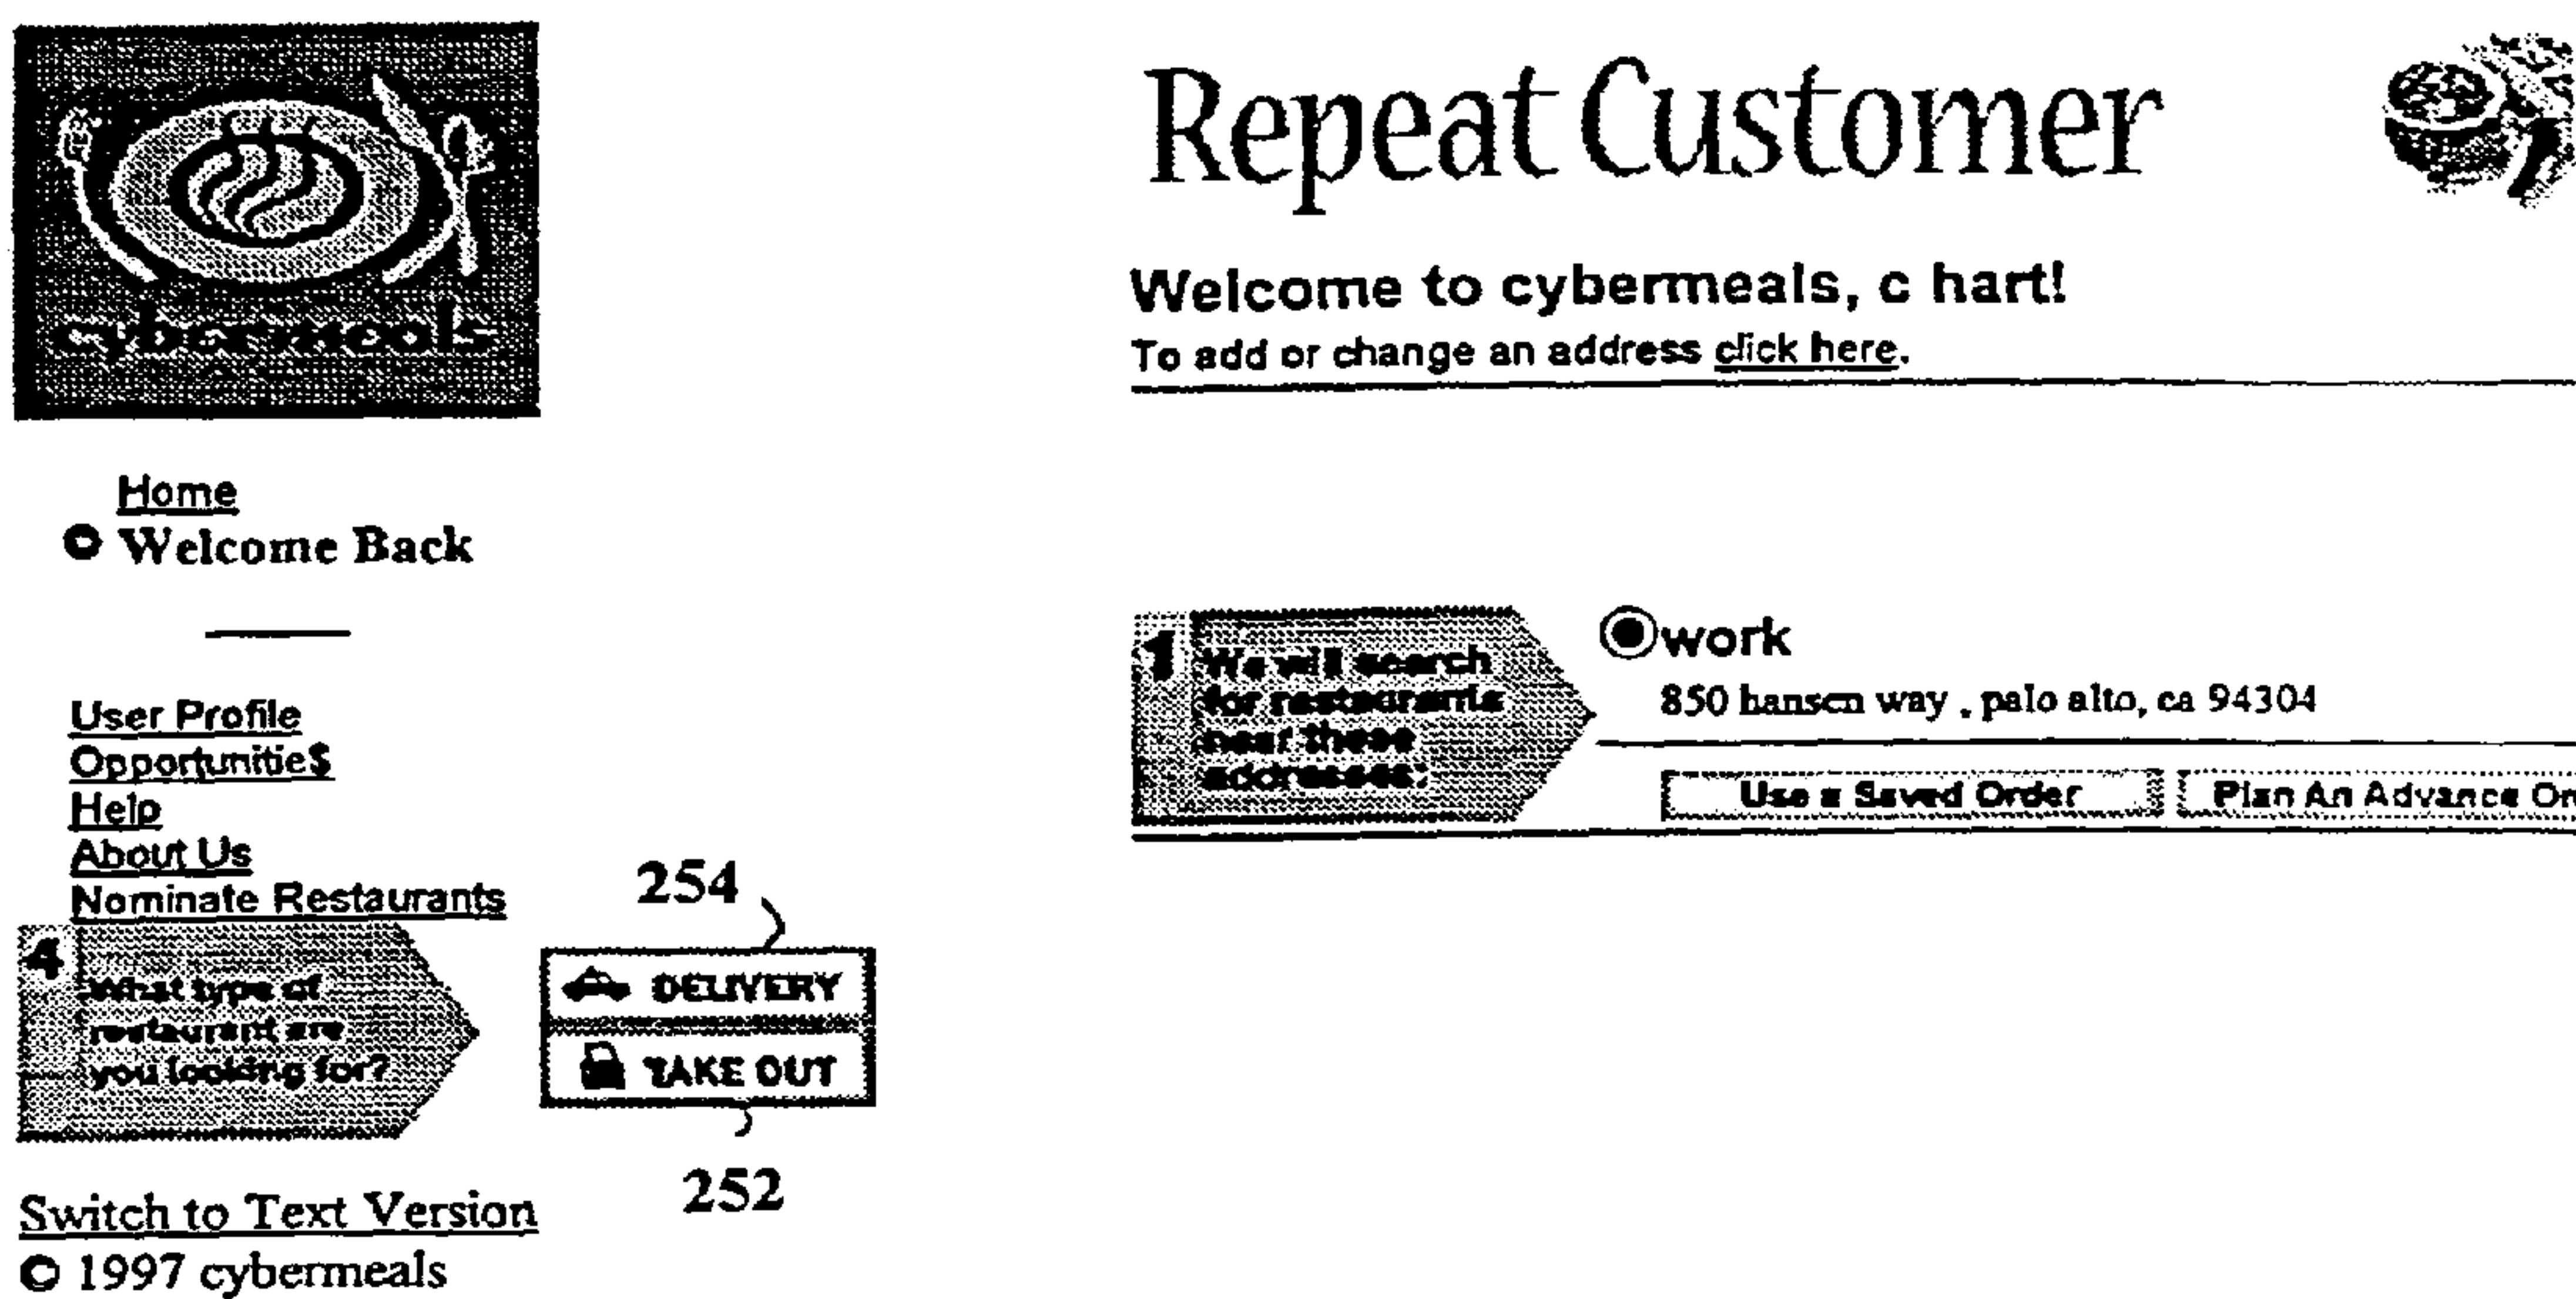 cybermeals
Home
Welcome Back
User Profile
Opportunitie$
Help
About Us
Nominate Restaurants
4
What type of
restaurant are
you looking for?
254
DELIVERY
TAKE OUT
252
Switch to Text Version
© 1997 cybermeals
Repeat Customer
Welcome to cybermeals, c hart!
To add or change an address click here.
1
We will search
for restaurants
near these
addresses:
work
850 hansen way , palo alto, ca 94304
Use a Saved Order
Plan An Advance Or